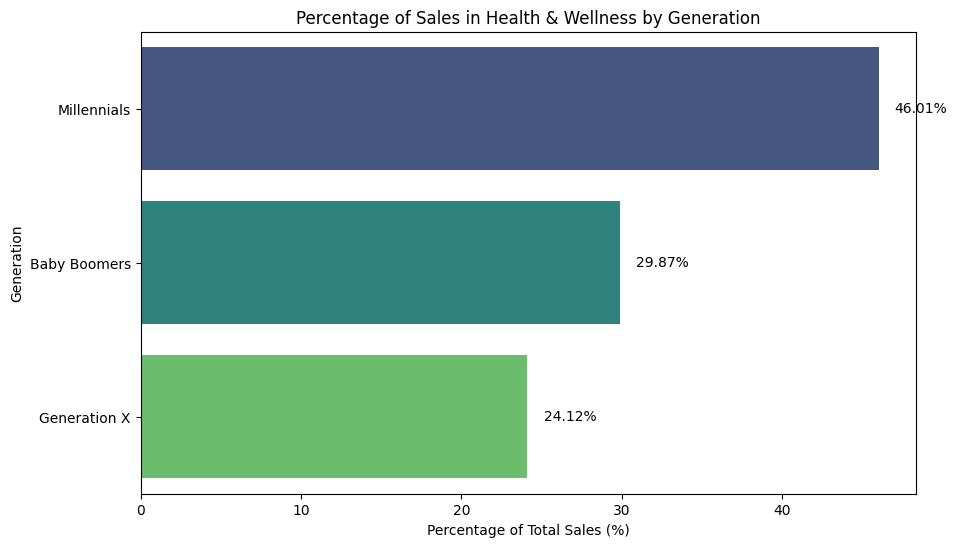 Percentage of Sales in Health & Wellness by Generation
Millennials
46.01%
Baby Boomers
29.87%
Generation X
24.12%
Generation
0 10 20 30 40
Percentage of Total Sales (%)